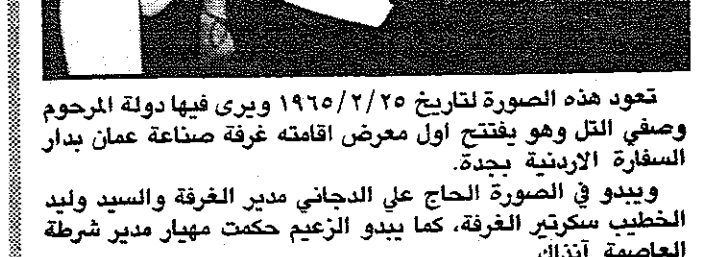 تعود هذه الصورة لتاريخ ١٩٦٥/٢/٢٥ ويرى فيها دولة المرحوم
وصفي التل وهو يفتتح اول معرض اقامته غرفة صناعة عمان بدار
السفارة الاردنية بجدة.
ويبدو في الصورة الحاج علي الدجاني مدير الغرفة والسيد وليد
الخطيب سكرتير الغرفة، كما يبدو الزعيم حكمت مهيار مدير شرطة
العاصمة آنذاك